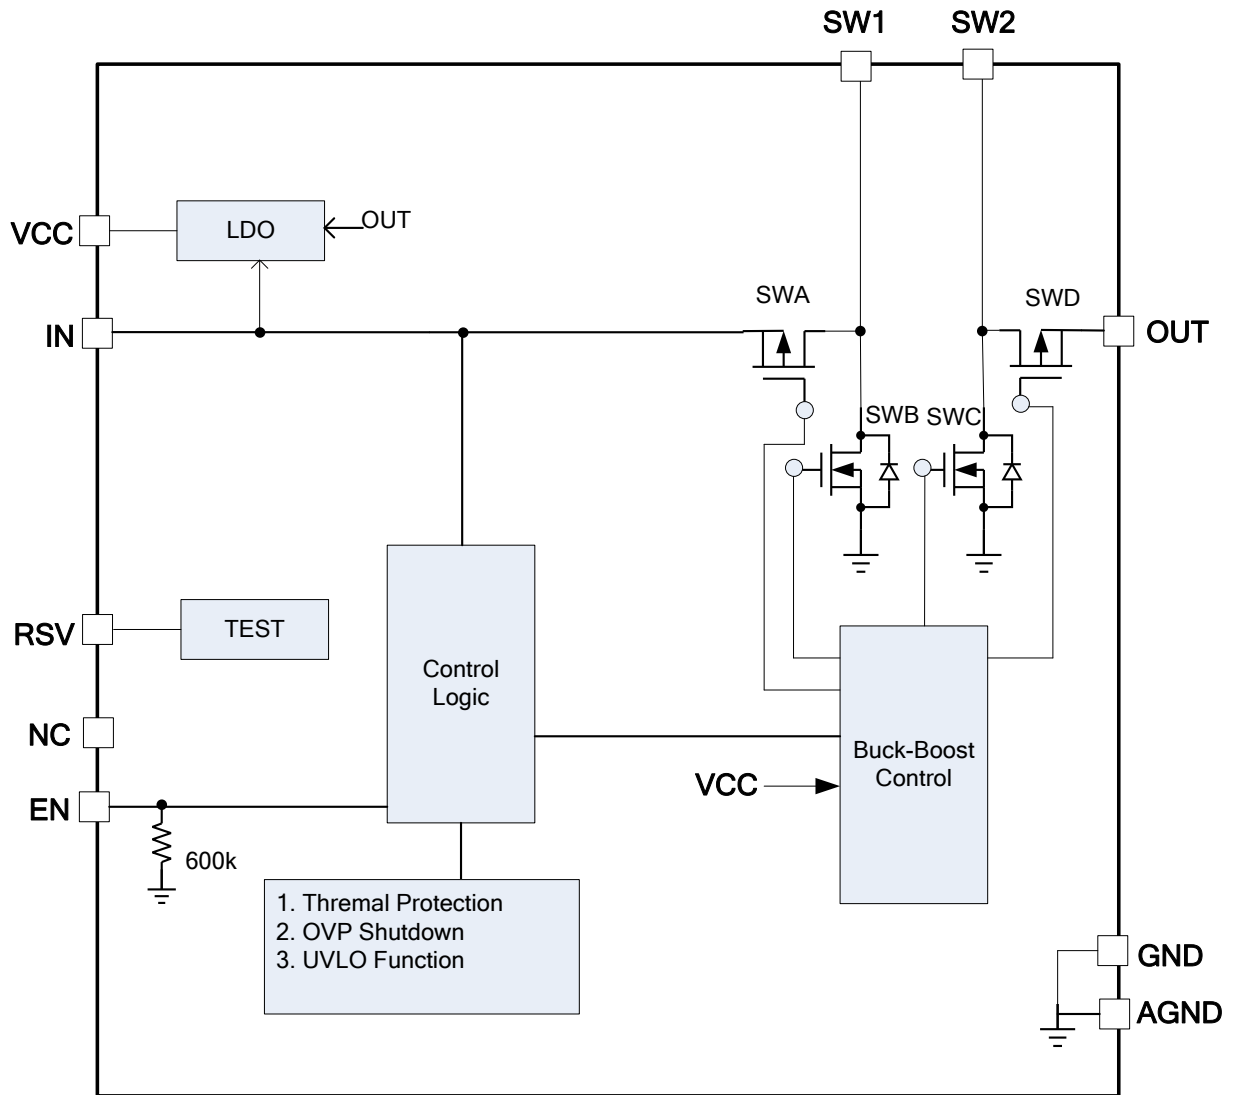 SW1
SW2
VCC
LDO
OUT
IN
SWA
SWD
OUT
SWB
SWC
RSV
TEST
Control
Logic
NC
EN
600k
VCC
Buck-Boost
Control
1. Thremal Protection
2. OVP Shutdown
3. UVLO Function
GND
AGND